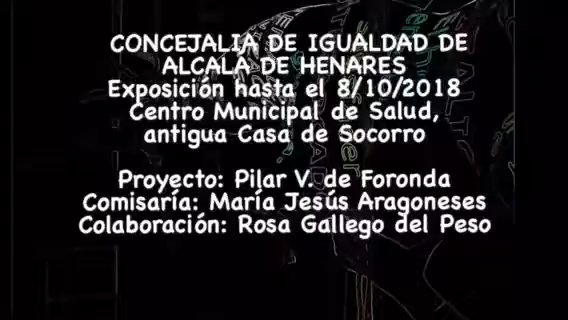 CONCEJALIA DE IGUALDAD DE
ALCALÁ DE HENARES
Exposición hasta el 8/10/2018
Centro Municipal de Salud,
antigua Casa de Socorro
Proyecto: Pilar V. de Foronda
Comisaría: María Jesús Aragoneses
Colaboración: Rosa Gallego del Peso